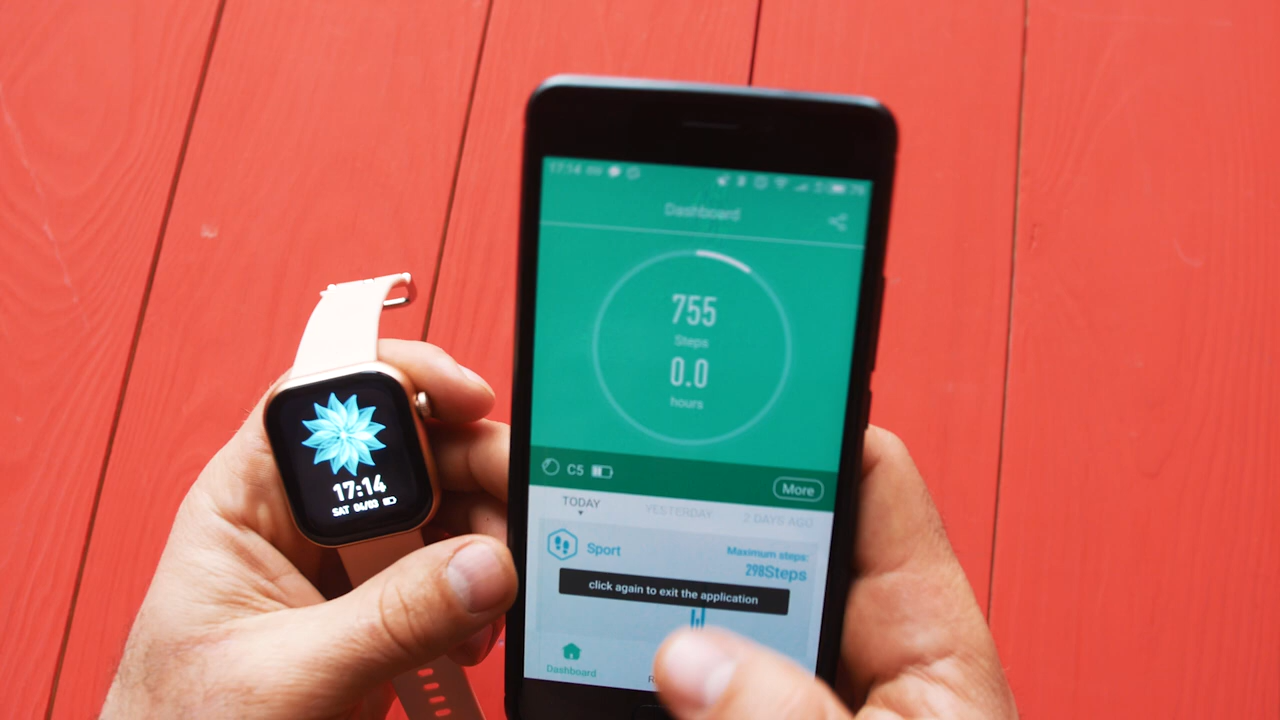 17:14
SAT 04/03
17:14
Dashboard
755
Steps
0.0
hours
C5
More
TODAY
YESTERDAY
2 DAYS AGO
Sport
Maximum steps:
298Steps
click again to exit the application
Dashboard